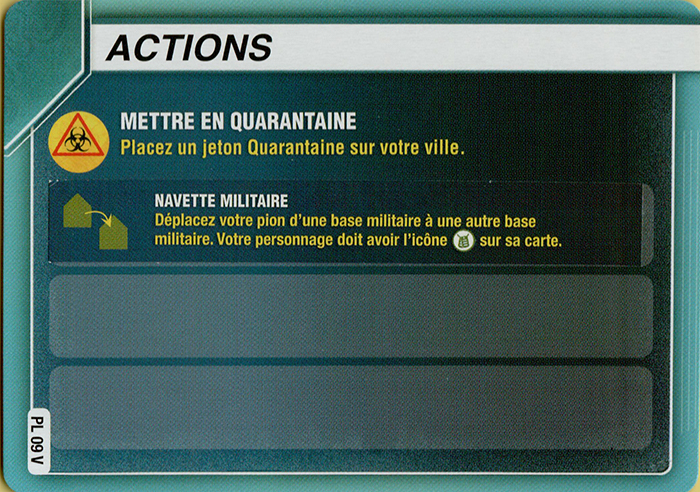 ACTIONS
METTRE EN QUARANTAINE
Placez un jeton Quarantaine sur votre ville.
NAVETTE MILITAIRE
Déplacez votre pion d'une base militaire à une autre base
militaire. Votre personnage doit avoir l'icône sur sa carte.
PL 09 V